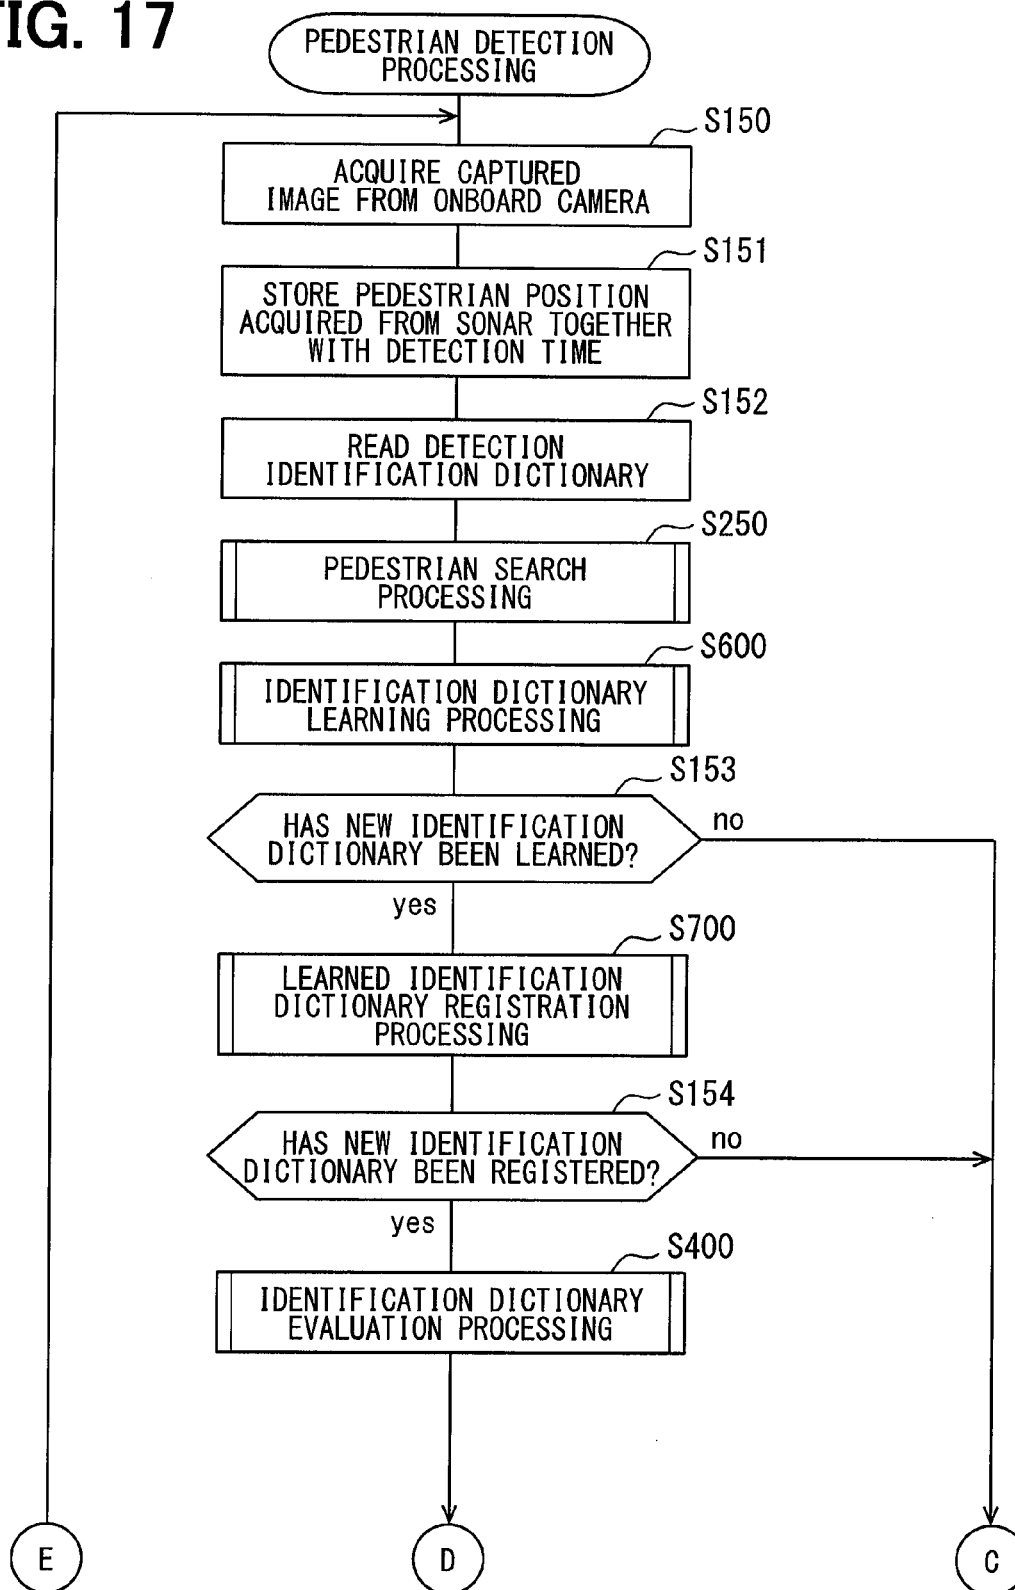 FIG. 17
PEDESTRIAN DETECTION
PROCESSING
S150
ACQUIRE CAPTURED
IMAGE FROM ONBOARD CAMERA
S151
STORE PEDESTRIAN POSITION
ACQUIRED FROM SONAR TOGETHER
WITH DETECTION TIME
S152
READ DETECTION
IDENTIFICATION DICTIONARY
S250
PEDESTRIAN SEARCH
PROCESSING
S600
IDENTIFICATION DICTIONARY
LEARNING PROCESSING
S153
HAS NEW IDENTIFICATION
DICTIONARY BEEN LEARNED?
no
yes
S700
LEARNED IDENTIFICATION
DICTIONARY REGISTRATION
PROCESSING
S154
HAS NEW IDENTIFICATION
DICTIONARY BEEN REGISTERED?
no
yes
S400
IDENTIFICATION DICTIONARY
EVALUATION PROCESSING
E
D
C